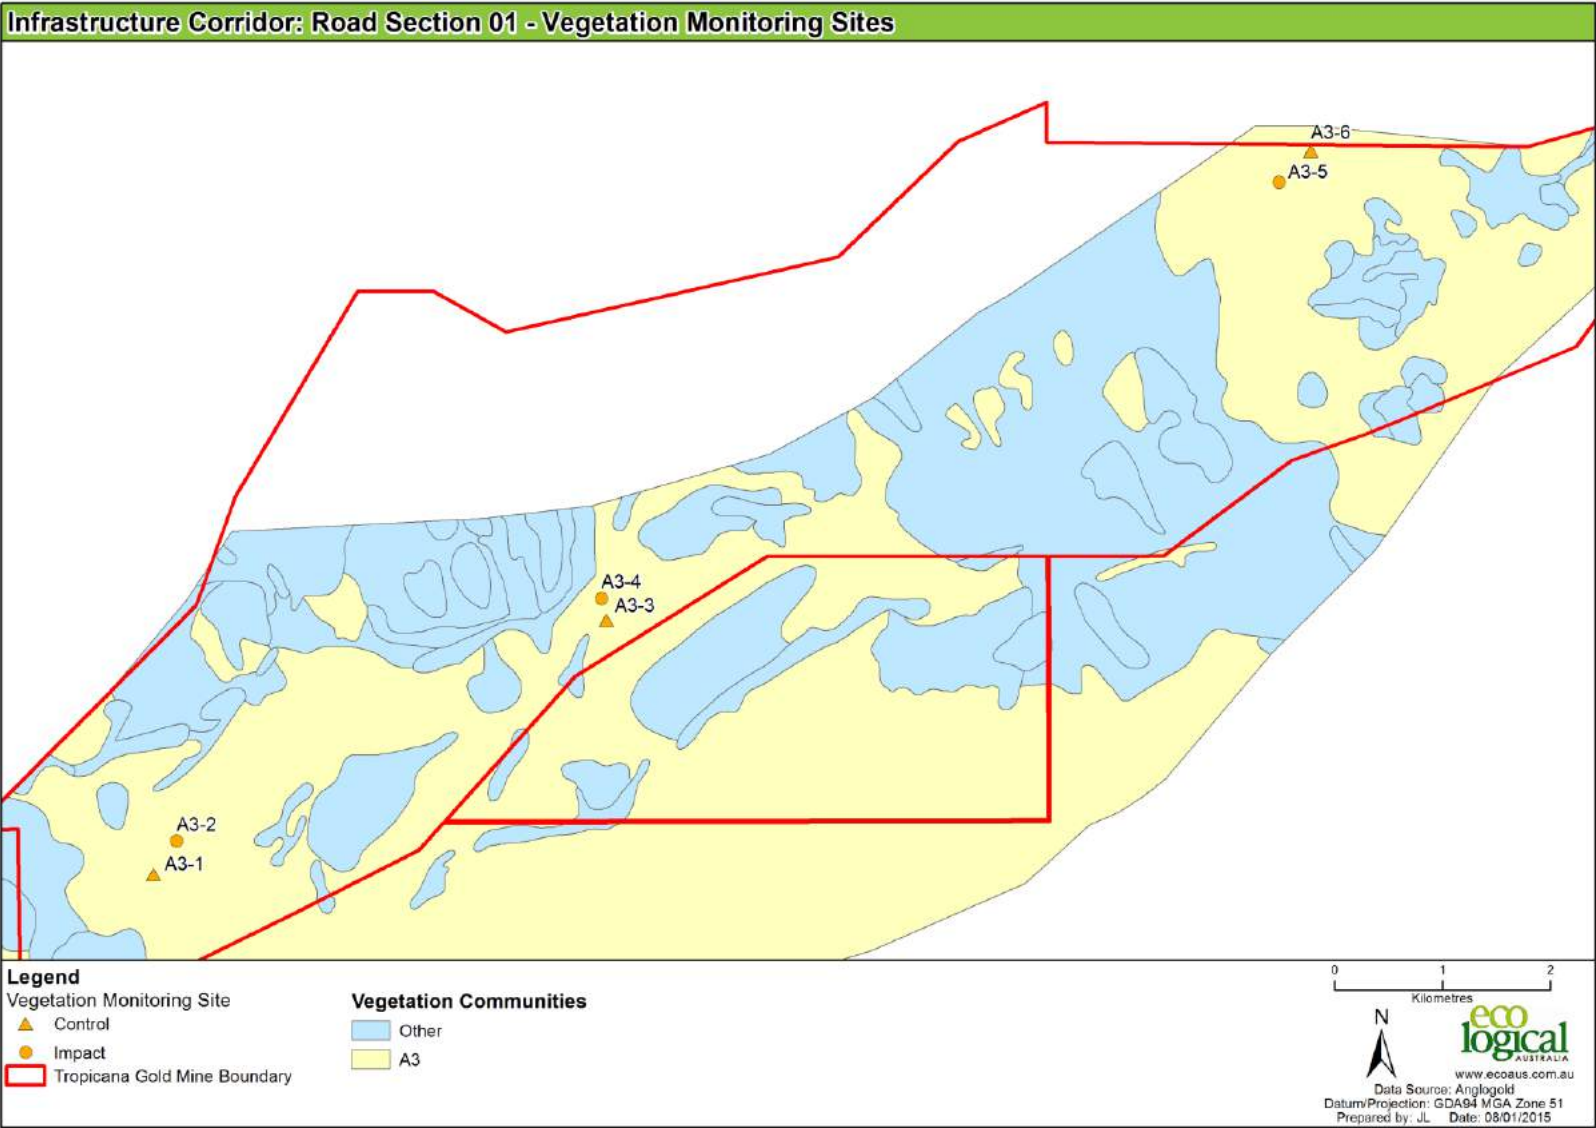 Infrastructure Corridor: Road Section 01 - Vegetation Monitoring Sites
A3-6
A3-5
A3-4
A3-3
A3-2
A3-1
Legend
Vegetation Monitoring Site
Control
Impact
Tropicana Gold Mine Boundary
Vegetation Communities
Other
A3
0 1 2
Kilometres
N
eco
logical
AUSTRALIA
www.ecoaus.com.au
Data Source: Anglogold
Datum/Projection: GDA94 MGA Zone 51
Prepared by: JL Date: 08/01/2015